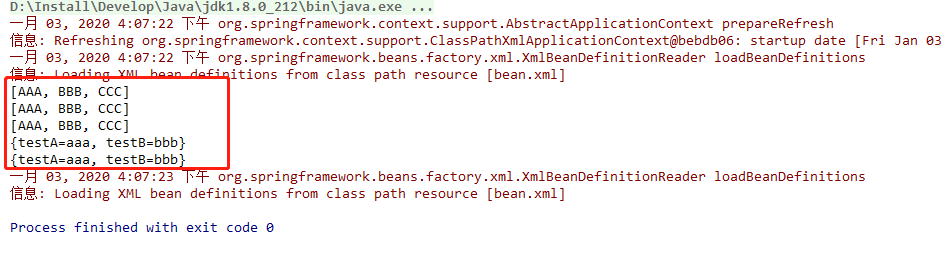 D:\Install\Develop\Java\jdk1.8.0_212\bin\java.exe ...
一月 03, 2020 4:07:22 下午 org.springframework.context.support.AbstractApplicationContext prepareRefresh
信息: Refreshing org.springframework.context.support.ClassPathXmlApplicationContext@bebdb06: startup date [Fri Jan 03
一月 03, 2020 4:07:22 下午 org.springframework.beans.factory.xml.XmlBeanDefinitionReader loadBeanDefinitions
信息: Loading XML bean definitions from class path resource [bean.xml]
[AAA, BBB, CCC]
[AAA, BBB, CCC]
[AAA, BBB, CCC]
{testA=aaa, testB=bbb}
{testA=aaa, testB=bbb}
一月 03, 2020 4:07:23 下午 org.springframework.beans.factory.xml.XmlBeanDefinitionReader loadBeanDefinitions
信息: Loading XML bean definitions from class path resource [bean.xml]
Process finished with exit code 0